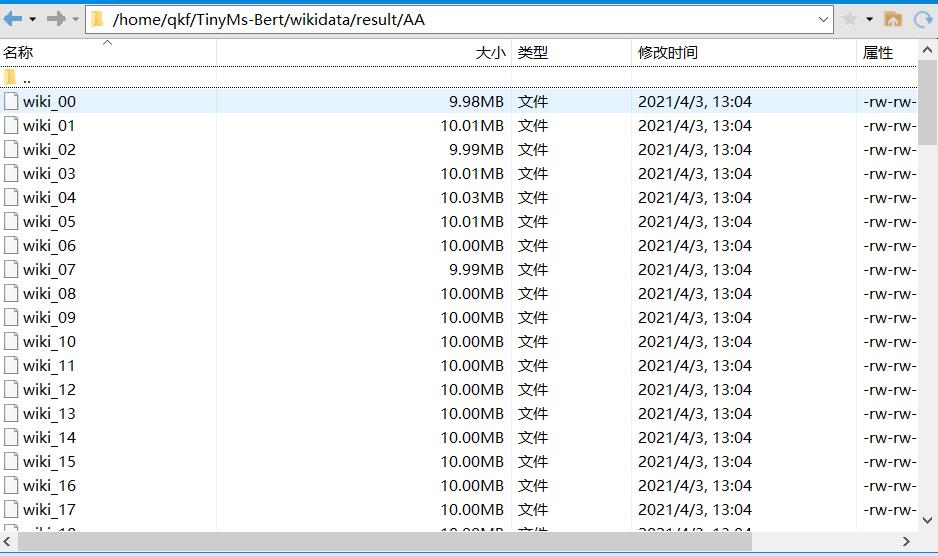 /home/qkf/TinyMs-Bert/wikidata/result/AA
名称 大小 类型 修改时间 属性
..
wiki_00 9.98MB 文件 2021/4/3, 13:04 -rw-rw-
wiki_01 10.01MB 文件 2021/4/3, 13:04 -rw-rw-
wiki_02 9.99MB 文件 2021/4/3, 13:04 -rw-rw-
wiki_03 10.01MB 文件 2021/4/3, 13:04 -rw-rw-
wiki_04 10.03MB 文件 2021/4/3, 13:04 -rw-rw-
wiki_05 10.01MB 文件 2021/4/3, 13:04 -rw-rw-
wiki_06 10.00MB 文件 2021/4/3, 13:04 -rw-rw-
wiki_07 9.99MB 文件 2021/4/3, 13:04 -rw-rw-
wiki_08 10.00MB 文件 2021/4/3, 13:04 -rw-rw-
wiki_09 10.00MB 文件 2021/4/3, 13:04 -rw-rw-
wiki_10 10.00MB 文件 2021/4/3, 13:04 -rw-rw-
wiki_11 10.00MB 文件 2021/4/3, 13:04 -rw-rw-
wiki_12 10.00MB 文件 2021/4/3, 13:04 -rw-rw-
wiki_13 10.00MB 文件 2021/4/3, 13:04 -rw-rw-
wiki_14 10.00MB 文件 2021/4/3, 13:04 -rw-rw-
wiki_15 10.00MB 文件 2021/4/3, 13:04 -rw-rw-
wiki_16 10.00MB 文件 2021/4/3, 13:04 -rw-rw-
wiki_17 10.00MB 文件 2021/4/3, 13:04 -rw-rw-